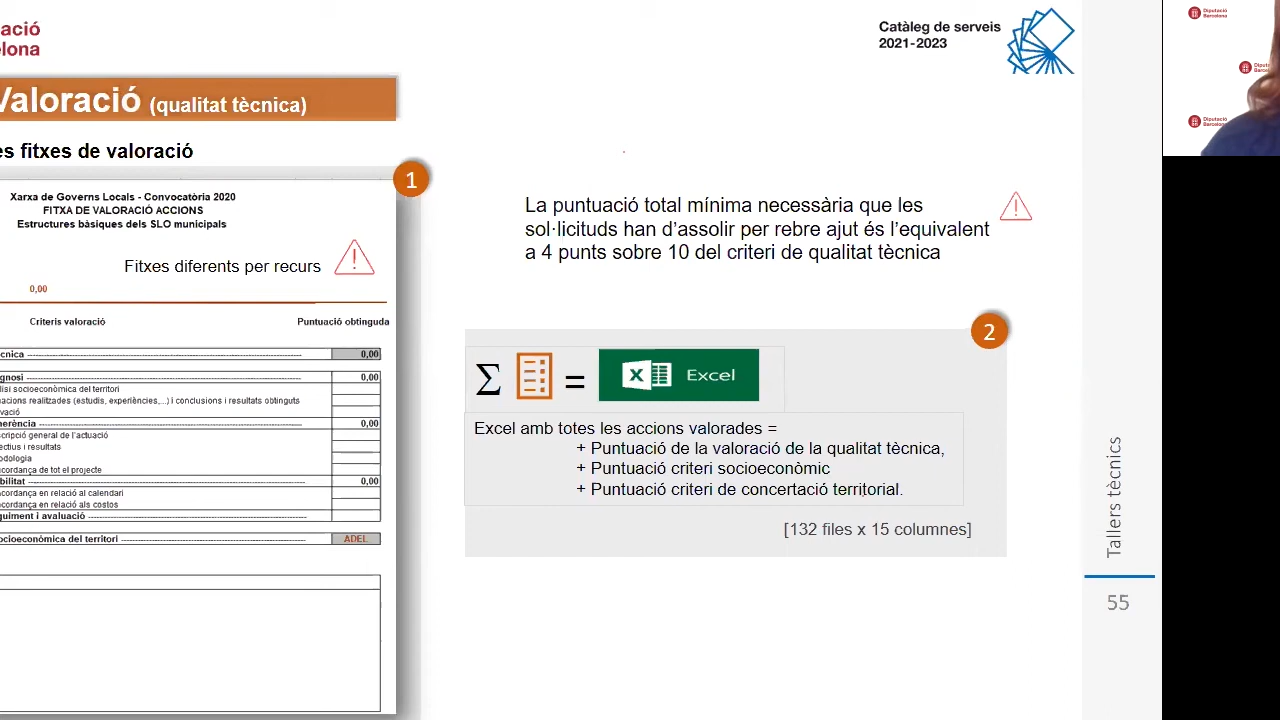 ació
elona
Catàleg de serveis
2021-2023
Valoració (qualitat tècnica)
es fitxes de valoració
1
Xarxa de Governs Locals - Convocatòria 2020
FITXA DE VALORACIÓ ACCIONS
Estructures bàsiques dels SLO municipals
Fitxes diferents per recurs
0,00
Criteris valoració
Puntuació obtinguda
cnica 0,00
gnosi 0,00
lisi socioeconòmica del territori
acions realitzades (estudis, experiències,...) i conclusions i resultats obtinguts
vació
erència 0,00
cripció general de l'actuació
ectius i resultats
odologia
cordança de tot el projecte
bilitat 0,00
cordança en relació al calendari
cordança en relació als costos
guiment i avaluació
ocioeconòmica del territori ADEL
La puntuació total mínima necessària que les
sol·licituds han d'assolir per rebre ajut és l'equivalent
a 4 punts sobre 10 del criteri de qualitat tècnica
2
Σ = X Excel
Excel amb totes les accions valorades =
+ Puntuació de la valoració de la qualitat tècnica,
+ Puntuació criteri socioeconòmic
+ Puntuació criteri de concertació territorial.
[132 files x 15 columnes]
Tallers tècnics
55
Diputació
Barcelona
Diputació
Barcelona